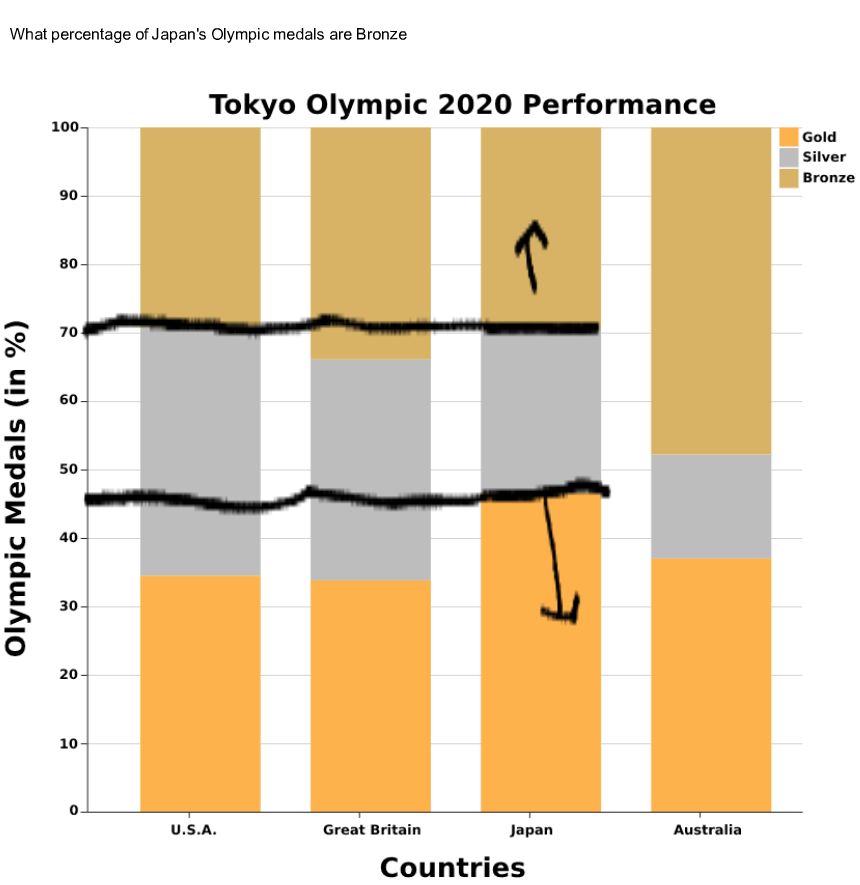 What percentage of Japan's Olympic medals are Bronze
Tokyo Olympic 2020 Performance
100
90
80
70
60
50
40
30
20
10
0
Olympic Medals (in %)
Gold
Silver
Bronze
U.S.A.
Great Britain
Japan
Australia
Countries